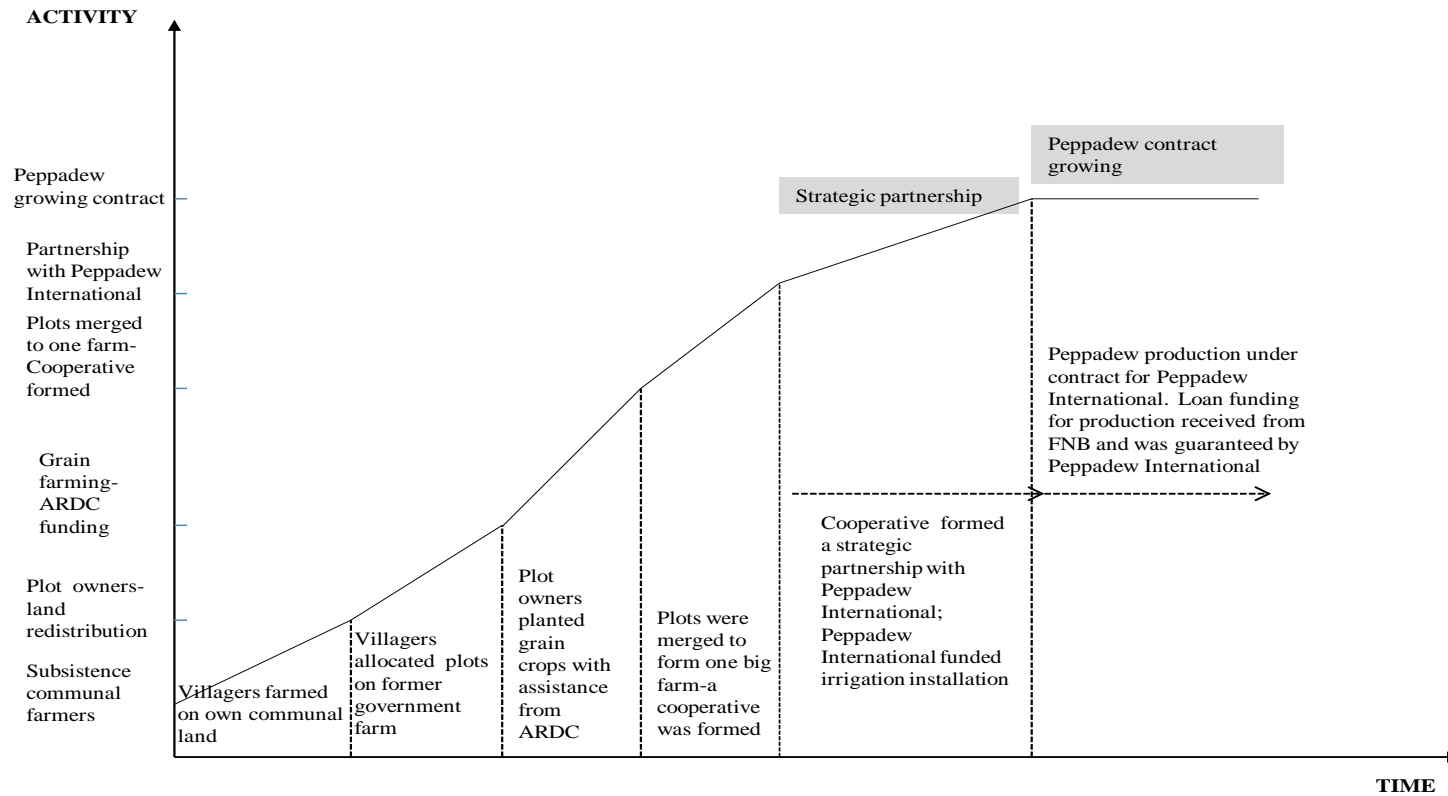 ACTIVITY
Peppadew
growing contract
Partnership
with Peppadew
International
Plots merged
to one farm-
Cooperative
formed
Grain
farming-
ARDC
funding
Plot owners-
land
redistribution
Subsistence
communal
farmers
Villagers farmed
on own communal
land
Villagers
allocated plots
on former
government
farm
Plot
owners
planted
grain
crops with
assistance
from
ARDC
Plots were
merged to
form one big
farm-a
cooperative
was formed
Strategic partnership
Cooperative formed
a strategic
partnership with
Peppadew
International;
Peppadew
International funded
irrigation installation
Peppadew contract
growing
Peppadew production under
contract for Peppadew
International. Loan funding
for production received from
FNB and was guaranteed by
Peppadew International
TIME